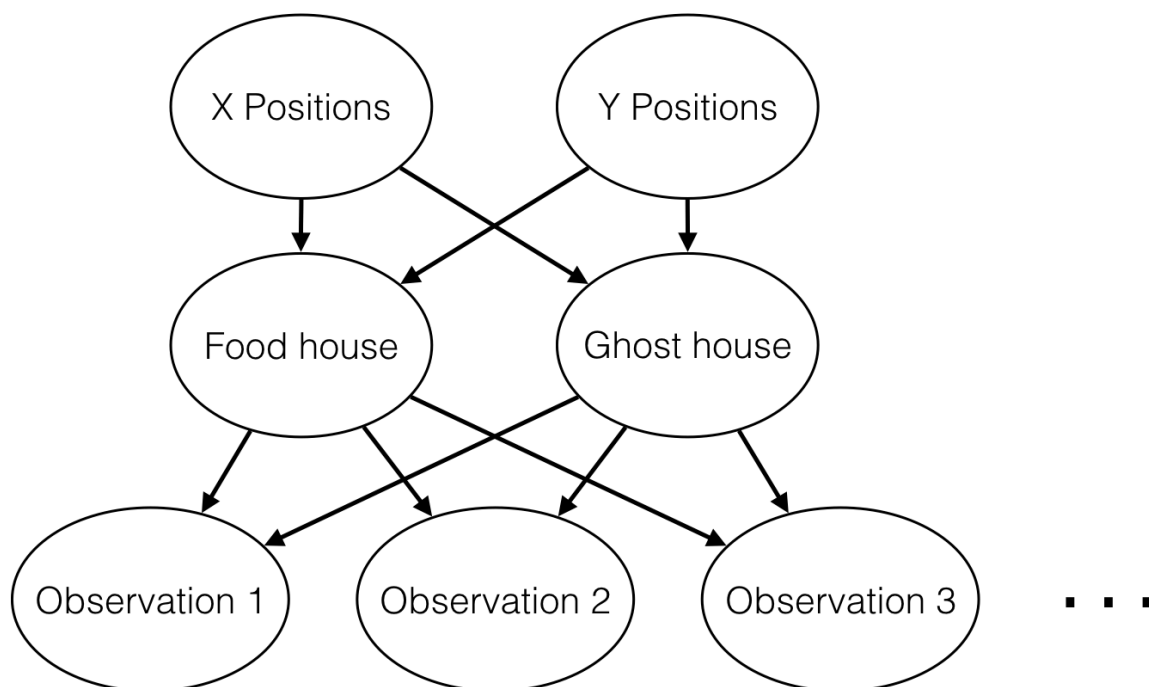 X Positions
Y Positions
Food house
Ghost house
Observation 1
Observation 2
Observation 3
. . .